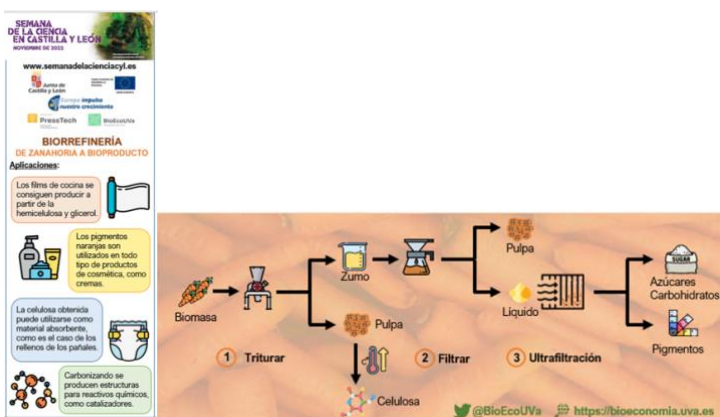 SEMANA
DE LA CIENCIA
EN CASTILLA Y LEÓN
NOVIEMBRE DE 2022
www.semanadelacienciacyl.es
Junta de
Castilla y León
Europa impulsa
nuestro crecimiento
PressTech
BioEcoUVa
BIORREFINERÍA
DE ZANAHORIA A BIOPRODUCTO
Aplicaciones:
Los films de cocina se
consiguen producir a
partir de la
hemicelulosa y glicerol.
Los pigmentos
naranjas son
utilizados en todo
tipo de productos
de cosmética, como
cremas.
La celulosa obtenida
puede utilizarse como
material absorbente,
como es el caso de los
rellenos de los pañales.
Carbonizando se
producen estructuras
para reactivos químicos,
como catalizadores.
Biomasa
Zumo
Pulpa
Celulosa
Pulpa
Líquido
SUGAR
Azúcares
Carbohidratos
Pigmentos
1 Triturar
2 Filtrar
3 Ultrafiltración
@BioEcoUVa
https://bioeconomia.uva.es